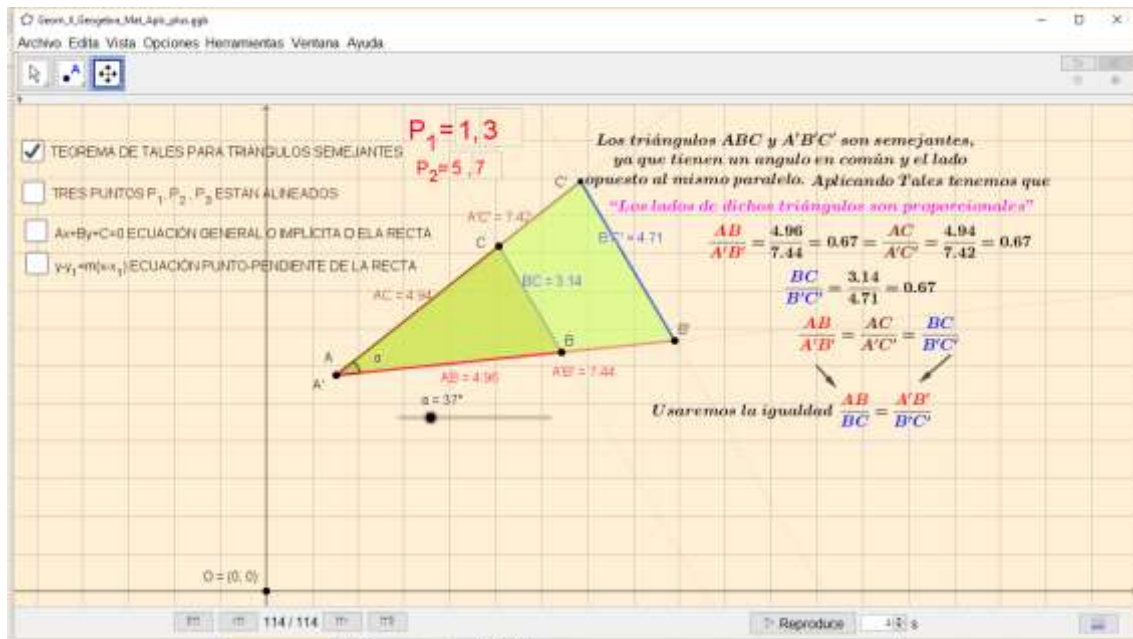 Geom_II_Geogebra_Mat_Apli_plus.ggb
Archivo Edita Vista Opciones Herramientas Ventana Ayuda
TEOREMA DE TALES PARA TRIÁNGULOS SEMEJANTES
TRES PUNTOS P₁, P₂, P₃ ESTÁN ALINEADOS
Ax+By+C=0 ECUACIÓN GENERAL O IMPLÍCITA D ELA RECTA
y-y₁=m(x-x₁) ECUACIÓN PUNTO-PENDIENTE DE LA RECTA
P₁=1, 3
P₂=5, 7
C'
A'C' = 7.42
C
B'C' = 4.71
BC = 3.14
AC = 4.94
B'
B
A
α
A'
AB = 4.96
A'B' = 7.44
α = 37°
O = (0, 0)
Los triángulos ABC y A'B'C' son semejantes,
ya que tienen un angulo en común y el lado
opuesto al mismo paralelo. Aplicando Tales tenemos que
"Los lados de dichos triángulos son proporcionales"
AB/A'B' = 4.96/7.44 = 0.67 = AC/A'C' = 4.94/7.42 = 0.67
BC/B'C' = 3.14/4.71 = 0.67
AB/A'B' = AC/A'C' = BC/B'C'
Usaremos la igualdad AB/BC = A'B'/B'C'
114 / 114
Reproduce
s